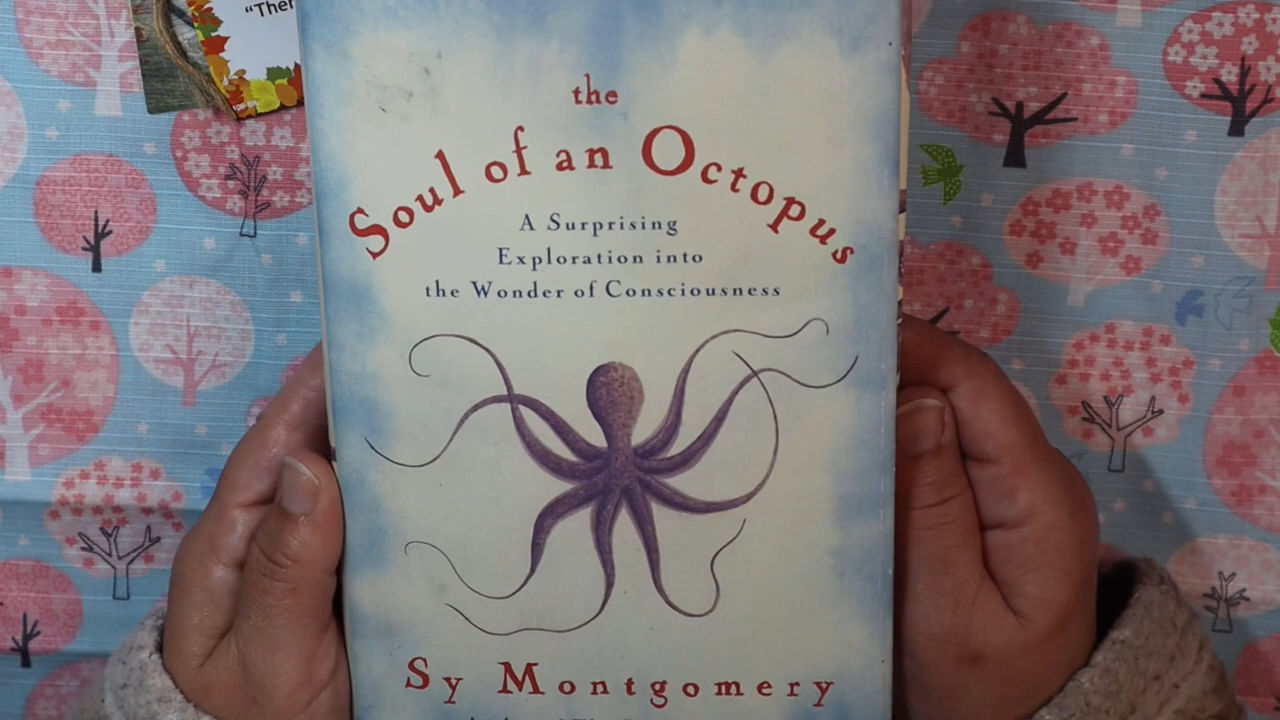 "Ther
the
Soul of an Octopus
A Surprising
Exploration into
the Wonder of Consciousness
Sy Montgomery